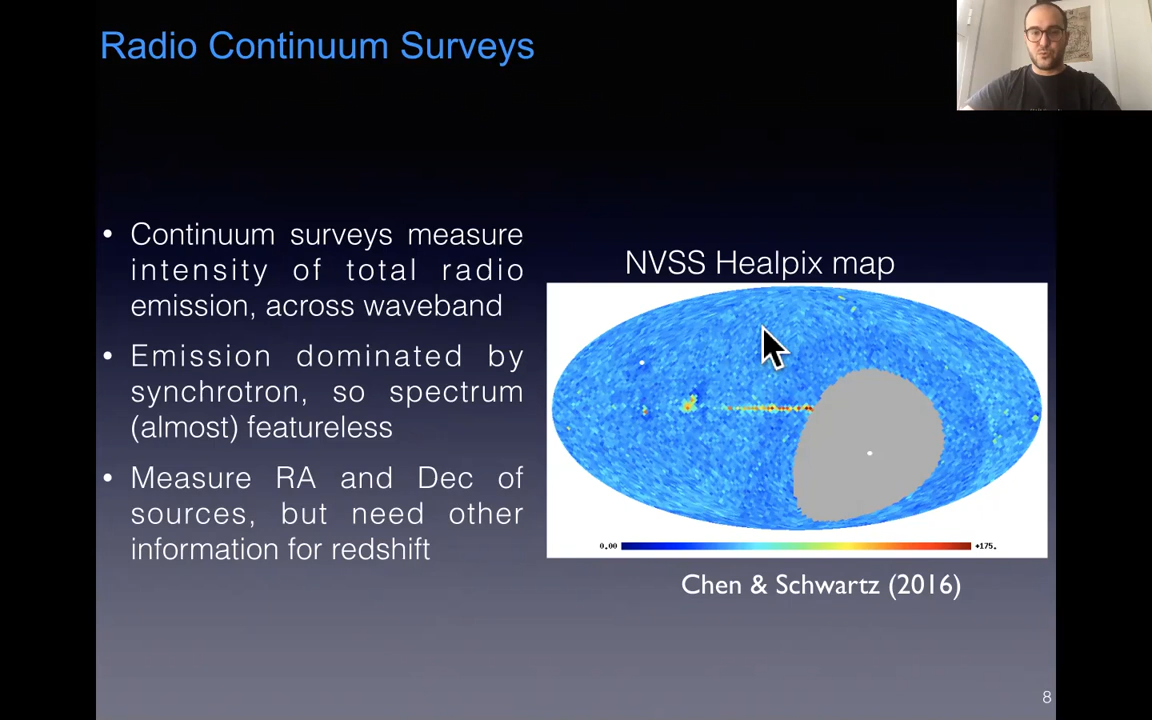 Radio Continuum Surveys
• Continuum surveys measure
intensity of total radio
emission, across waveband
• Emission dominated by
synchrotron, so spectrum
(almost) featureless
• Measure RA and Dec of
sources, but need other
information for redshift
NVSS Healpix map
0.00
+175.
Chen & Schwartz (2016)
8